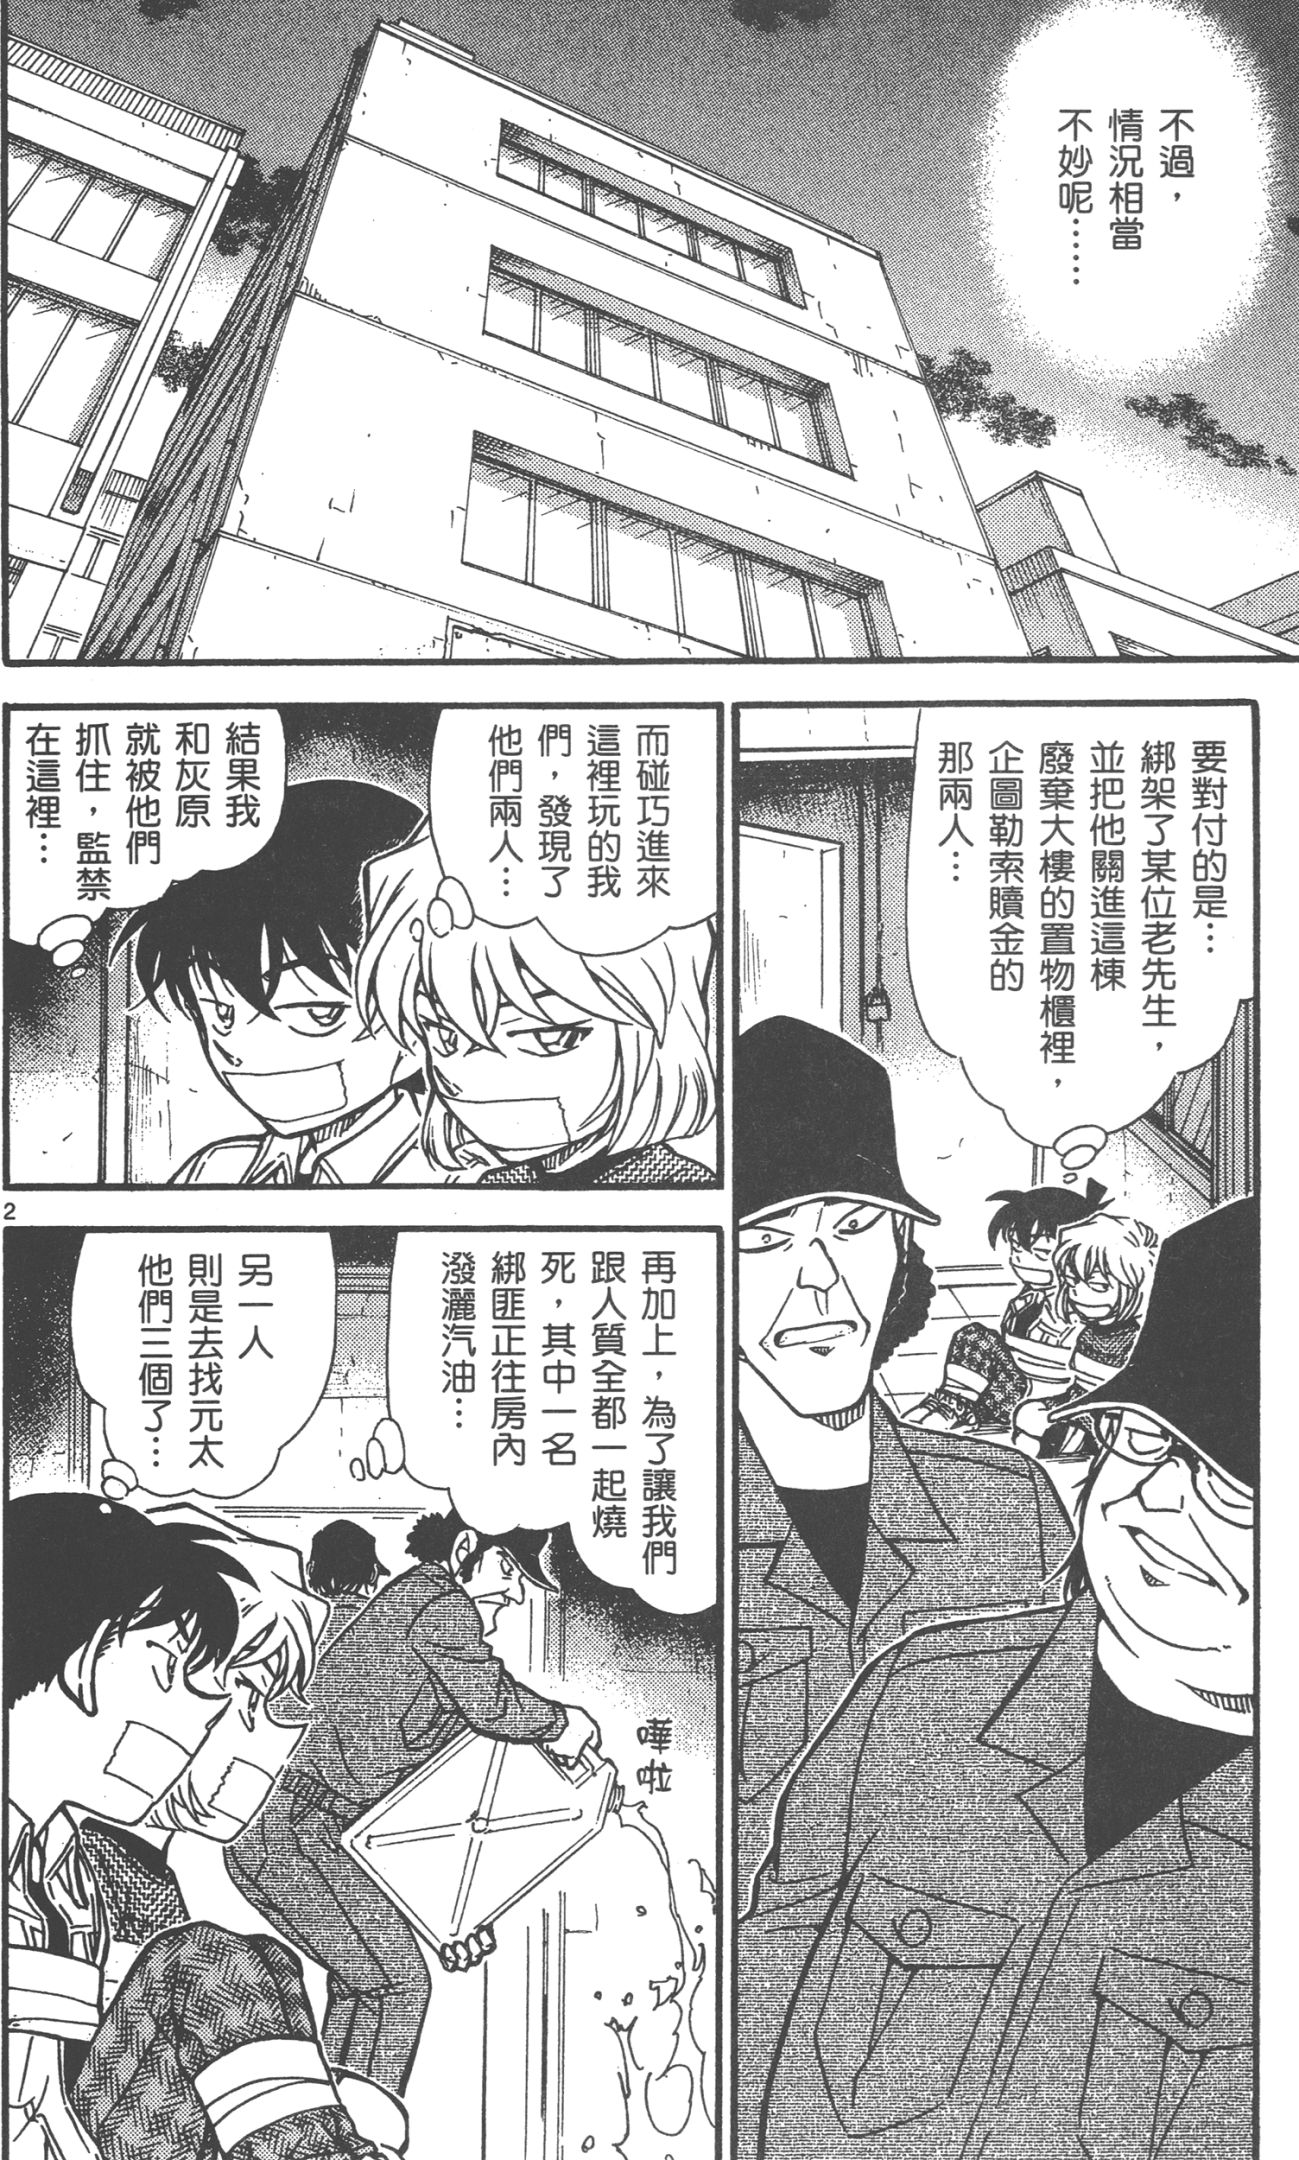 不過，
情況相當
不妙呢……
要對付的是…
綁架了某位老先生，
並把他關進這棟
廢棄大樓的置物櫃裡，
企圖勒索贖金的
那兩人…
而碰巧進來
這裡玩的我
們，發現了
他們兩人…
結果我
和灰原
就被他們
抓住，監禁
在這裡…
再加上，為了讓我們
跟人質全都一起燒
死，其中一名
綁匪正往房內
潑灑汽油…
另一人
則是去找元太
他們三個了…
嘩啦
2